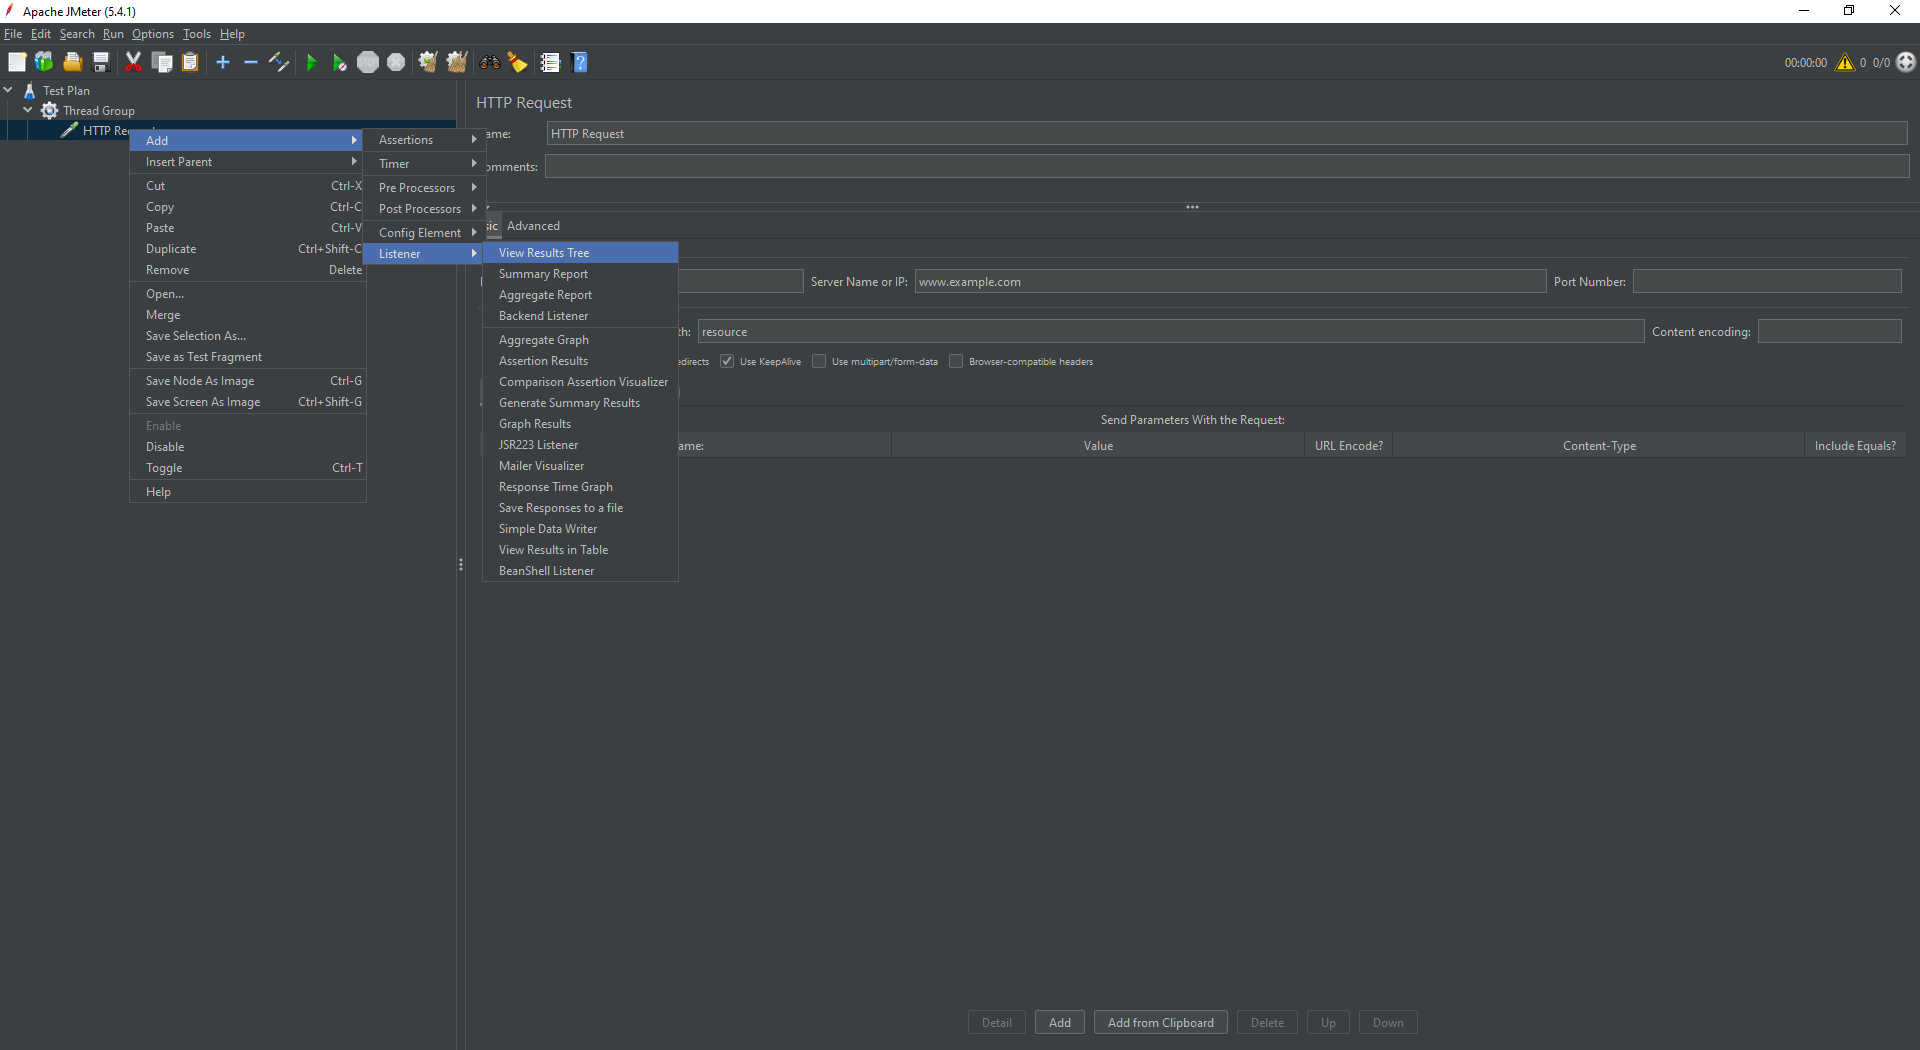 Apache JMeter (5.4.1)
File Edit Search Run Options Tools Help
00:00:00 0 0/0
Test Plan
Thread Group
HTTP Re
Add
Insert Parent
Cut Ctrl-X
Copy Ctrl-C
Paste Ctrl-V
Duplicate Ctrl+Shift-C
Remove Delete
Open...
Merge
Save Selection As...
Save as Test Fragment
Save Node As Image Ctrl-G
Save Screen As Image Ctrl+Shift-G
Enable
Disable
Toggle Ctrl-T
Help
Assertions
Timer
Pre Processors
Post Processors
Config Element
Listener
View Results Tree
Summary Report
Aggregate Report
Backend Listener
Aggregate Graph
Assertion Results
Comparison Assertion Visualizer
Generate Summary Results
Graph Results
JSR223 Listener
Mailer Visualizer
Response Time Graph
Save Responses to a file
Simple Data Writer
View Results in Table
BeanShell Listener
HTTP Request
ame: HTTP Request
omments:
sic Advanced
Server Name or IP: www.example.com Port Number:
th: resource Content encoding:
edirects Use KeepAlive Use multipart/form-data Browser-compatible headers
Send Parameters With the Request:
ame: Value URL Encode? Content-Type Include Equals?
Detail Add Add from Clipboard Delete Up Down